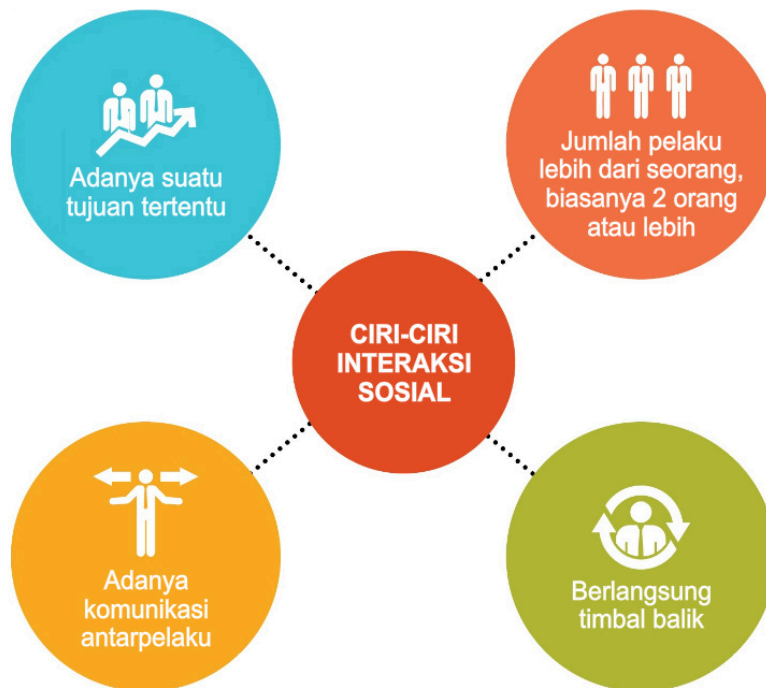 Adanya suatu
tujuan tertentu
Jumlah pelaku
lebih dari seorang,
biasanya 2 orang
atau lebih
CIRI-CIRI
INTERAKSI
SOSIAL
Adanya
komunikasi
antarpelaku
Berlangsung
timbal balik